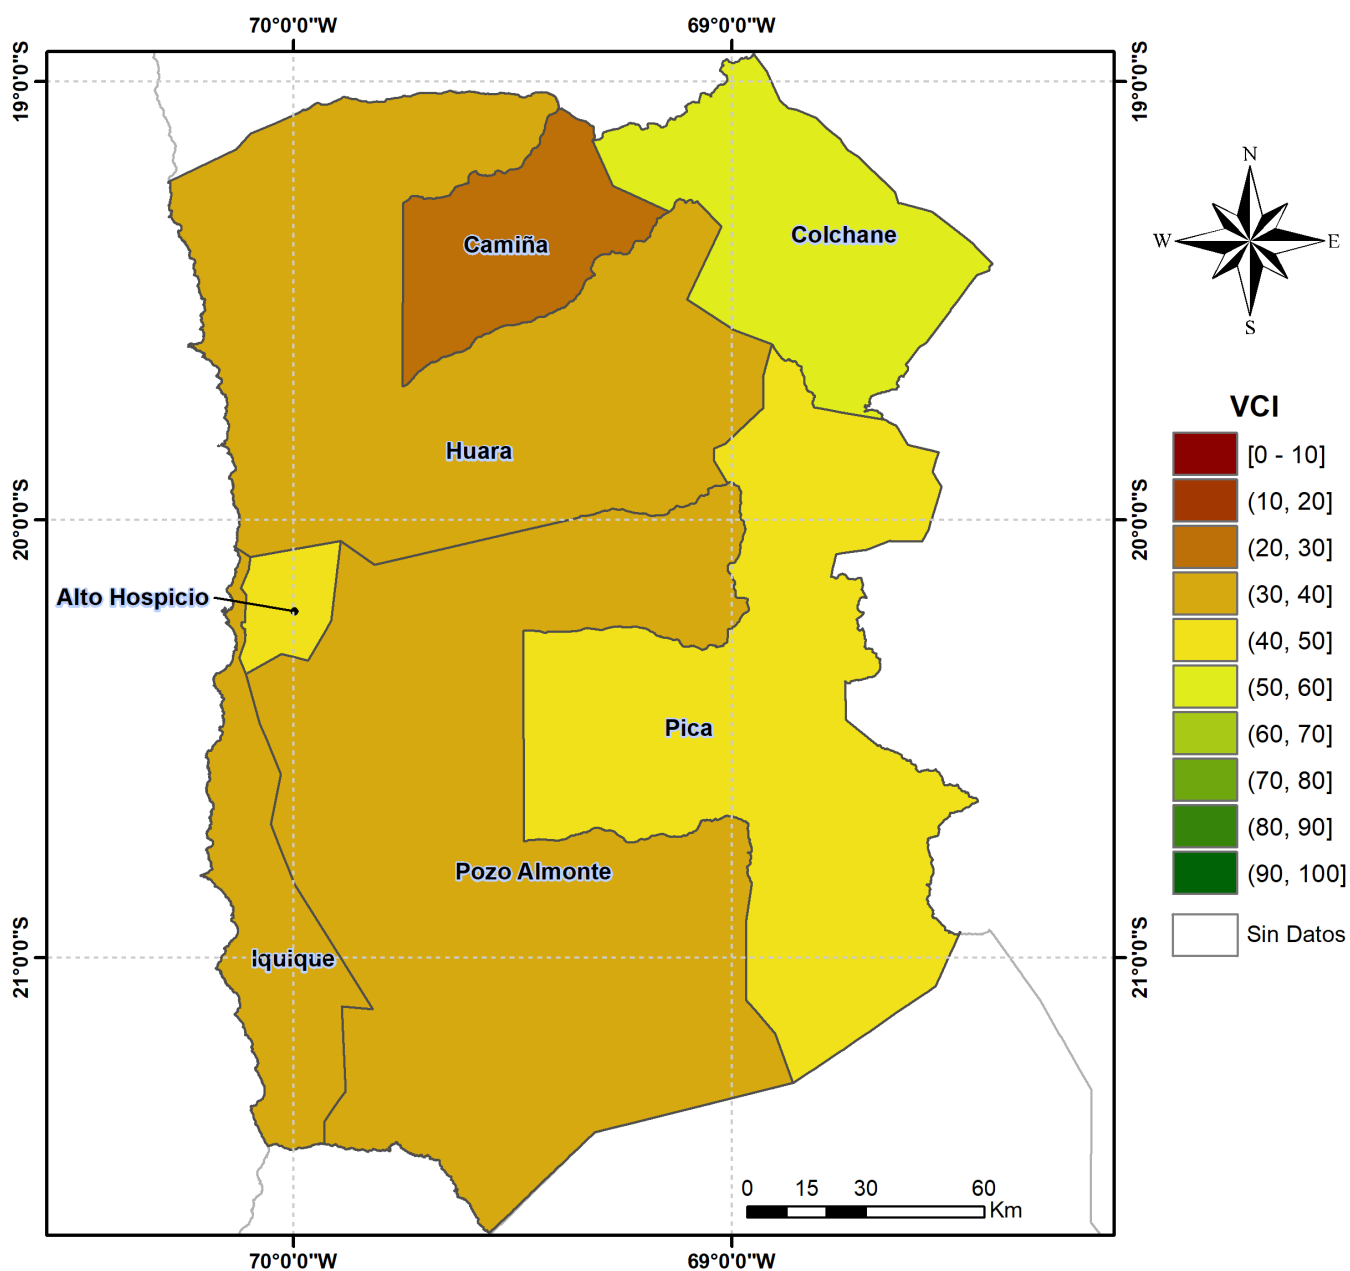 70°0'0"W 69°0'0"W
19°0'0"S 19°0'0"S
N
W E
S
Camiña
Colchane
VCI
[0 - 10]
(10, 20]
(20, 30]
(30, 40]
(40, 50]
(50, 60]
(60, 70]
(70, 80]
(80, 90]
(90, 100]
Sin Datos
Huara
20°0'0"S 20°0'0"S
Alto Hospicio
Pica
Pozo Almonte
Iquique
21°0'0"S 21°0'0"S
0 15 30 60
Km
70°0'0"W 69°0'0"W